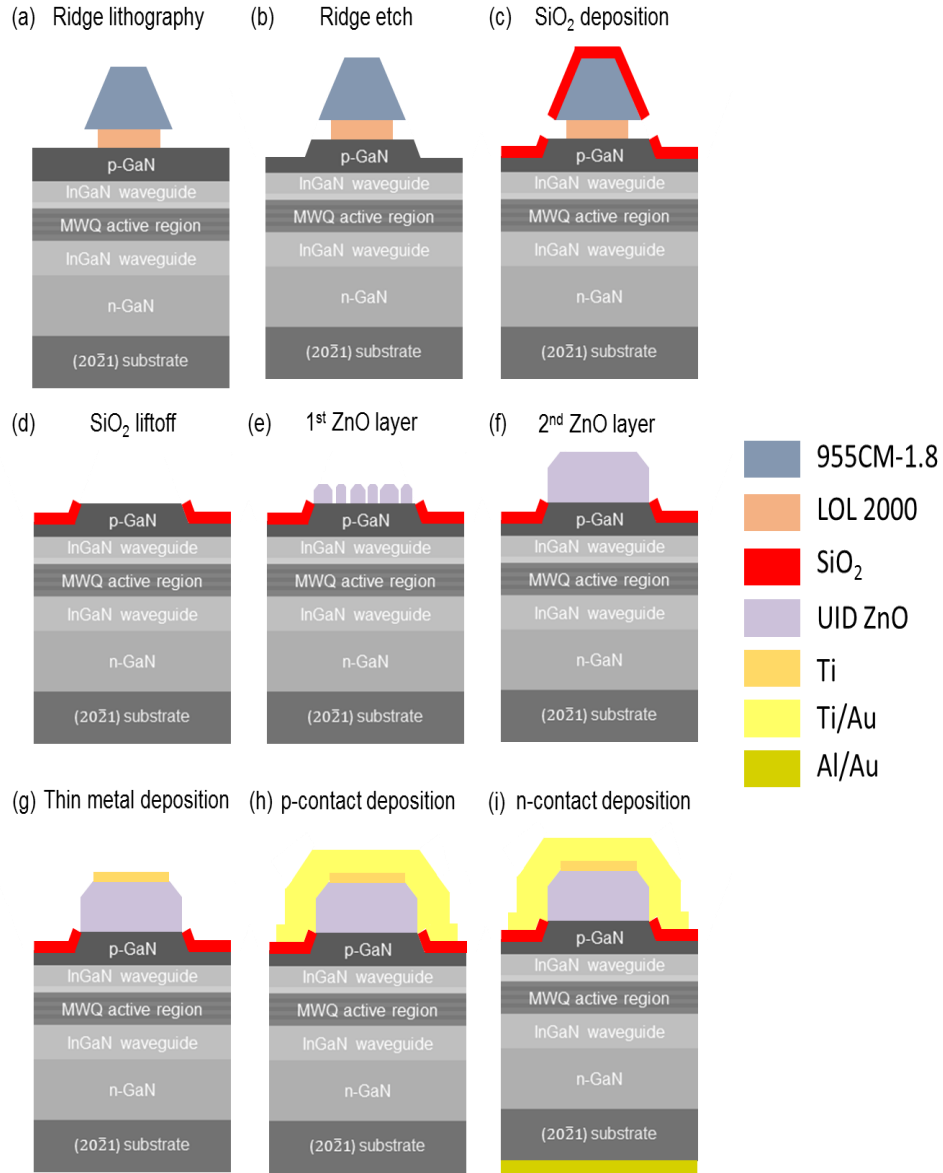 (a) Ridge lithography
p-GaN
InGaN waveguide
MWQ active region
InGaN waveguide
n-GaN
(202̅1) substrate
(b) Ridge etch
p-GaN
InGaN waveguide
MWQ active region
InGaN waveguide
n-GaN
(202̅1) substrate
(c) SiO₂ deposition
p-GaN
InGaN waveguide
MWQ active region
InGaN waveguide
n-GaN
(202̅1) substrate
(d) SiO₂ liftoff
p-GaN
InGaN waveguide
MWQ active region
InGaN waveguide
n-GaN
(202̅1) substrate
(e) 1st ZnO layer
p-GaN
InGaN waveguide
MWQ active region
InGaN waveguide
n-GaN
(202̅1) substrate
(f) 2nd ZnO layer
p-GaN
InGaN waveguide
MWQ active region
InGaN waveguide
n-GaN
(202̅1) substrate
955CM-1.8
LOL 2000
SiO₂
UID ZnO
Ti
Ti/Au
Al/Au
(g) Thin metal deposition
p-GaN
InGaN waveguide
MWQ active region
InGaN waveguide
n-GaN
(202̅1) substrate
(h) p-contact deposition
p-GaN
InGaN waveguide
MWQ active region
InGaN waveguide
n-GaN
(202̅1) substrate
(i) n-contact deposition
p-GaN
InGaN waveguide
MWQ active region
InGaN waveguide
n-GaN
(202̅1) substrate